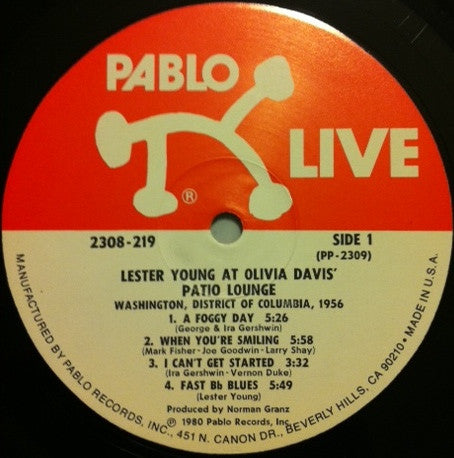 PABLO
LIVE
®
2308-219
SIDE 1
(PP-2309)
LESTER YOUNG AT OLIVIA DAVIS'
PATIO LOUNGE
WASHINGTON, DISTRICT OF COLUMBIA, 1956
1. A FOGGY DAY 5:26
(George & Ira Gershwin)
2. WHEN YOU'RE SMILING 5:58
(Mark Fisher-Joe Goodwin-Larry Shay)
3. I CAN'T GET STARTED 3:32
(Ira Gershwin-Vernon Duke)
4. FAST Bb BLUES 5:49
(Lester Young)
Produced by Norman Granz
℗ 1980 Pablo Records, Inc.
MANUFACTURED BY PABLO RECORDS, INC., 451 N. CANON DR., BEVERLY HILLS, CA 90210 • MADE IN U.S.A.